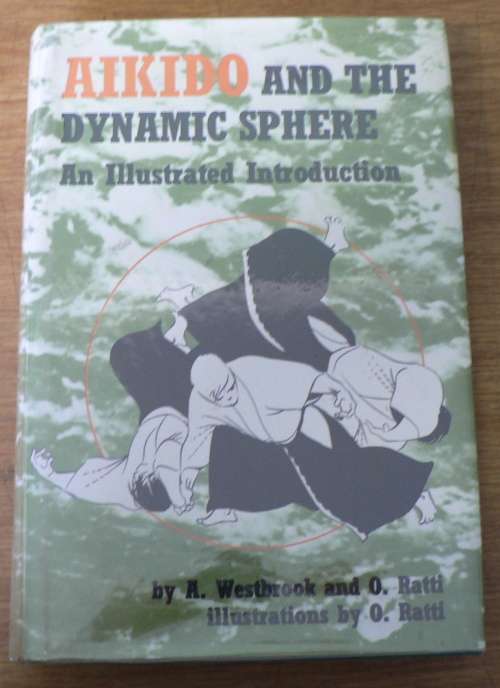 AIKIDO AND THE
DYNAMIC SPHERE
An Illustrated Introduction
by A. Westbrook and O. Ratti
illustrations by O. Ratti